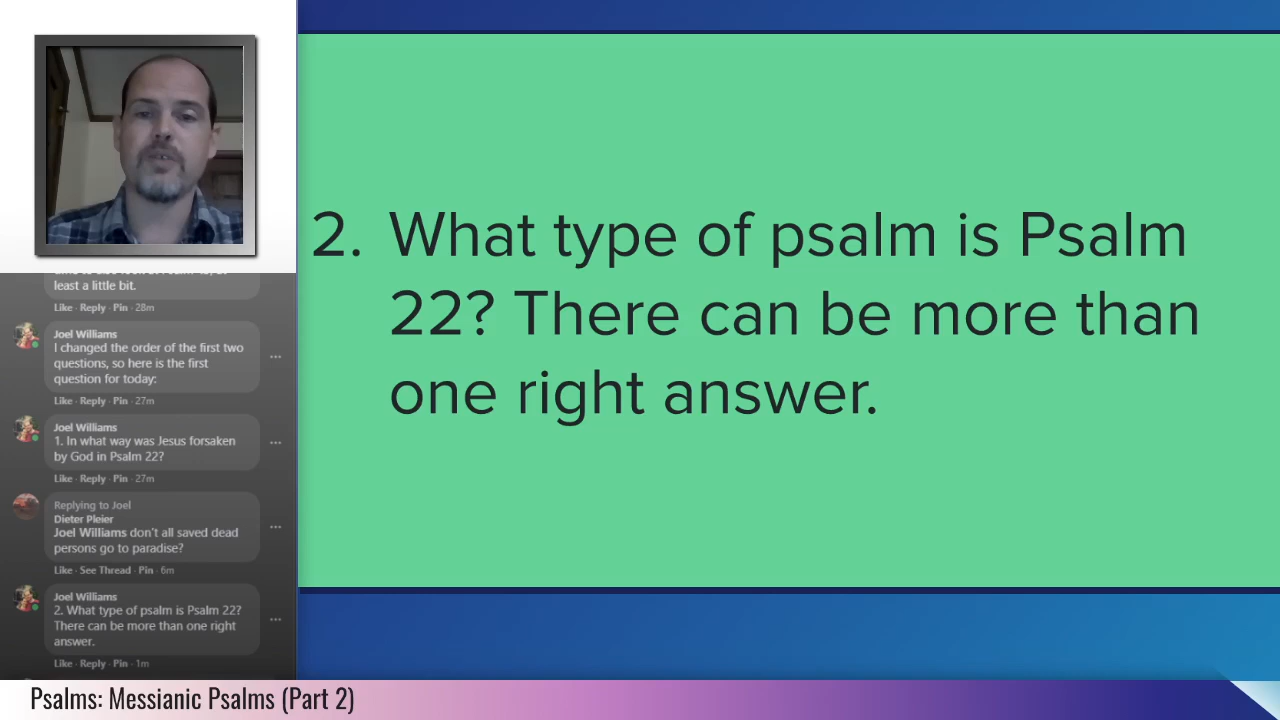 2. What type of psalm is Psalm
22? There can be more than
one right answer.
least a little bit.
Like · Reply · Pin · 28m
Joel Williams
I changed the order of the first two
questions, so here is the first
question for today:
Like · Reply · Pin · 27m
Joel Williams
1. In what way was Jesus forsaken
by God in Psalm 22?
Like · Reply · Pin · 27m
Replying to Joel
Dieter Pleier
Joel Williams don't all saved dead
persons go to paradise?
Like · See Thread · Pin · 6m
Joel Williams
2. What type of psalm is Psalm 22?
There can be more than one right
answer.
Like · Reply · Pin · 1m
Psalms: Messianic Psalms (Part 2)